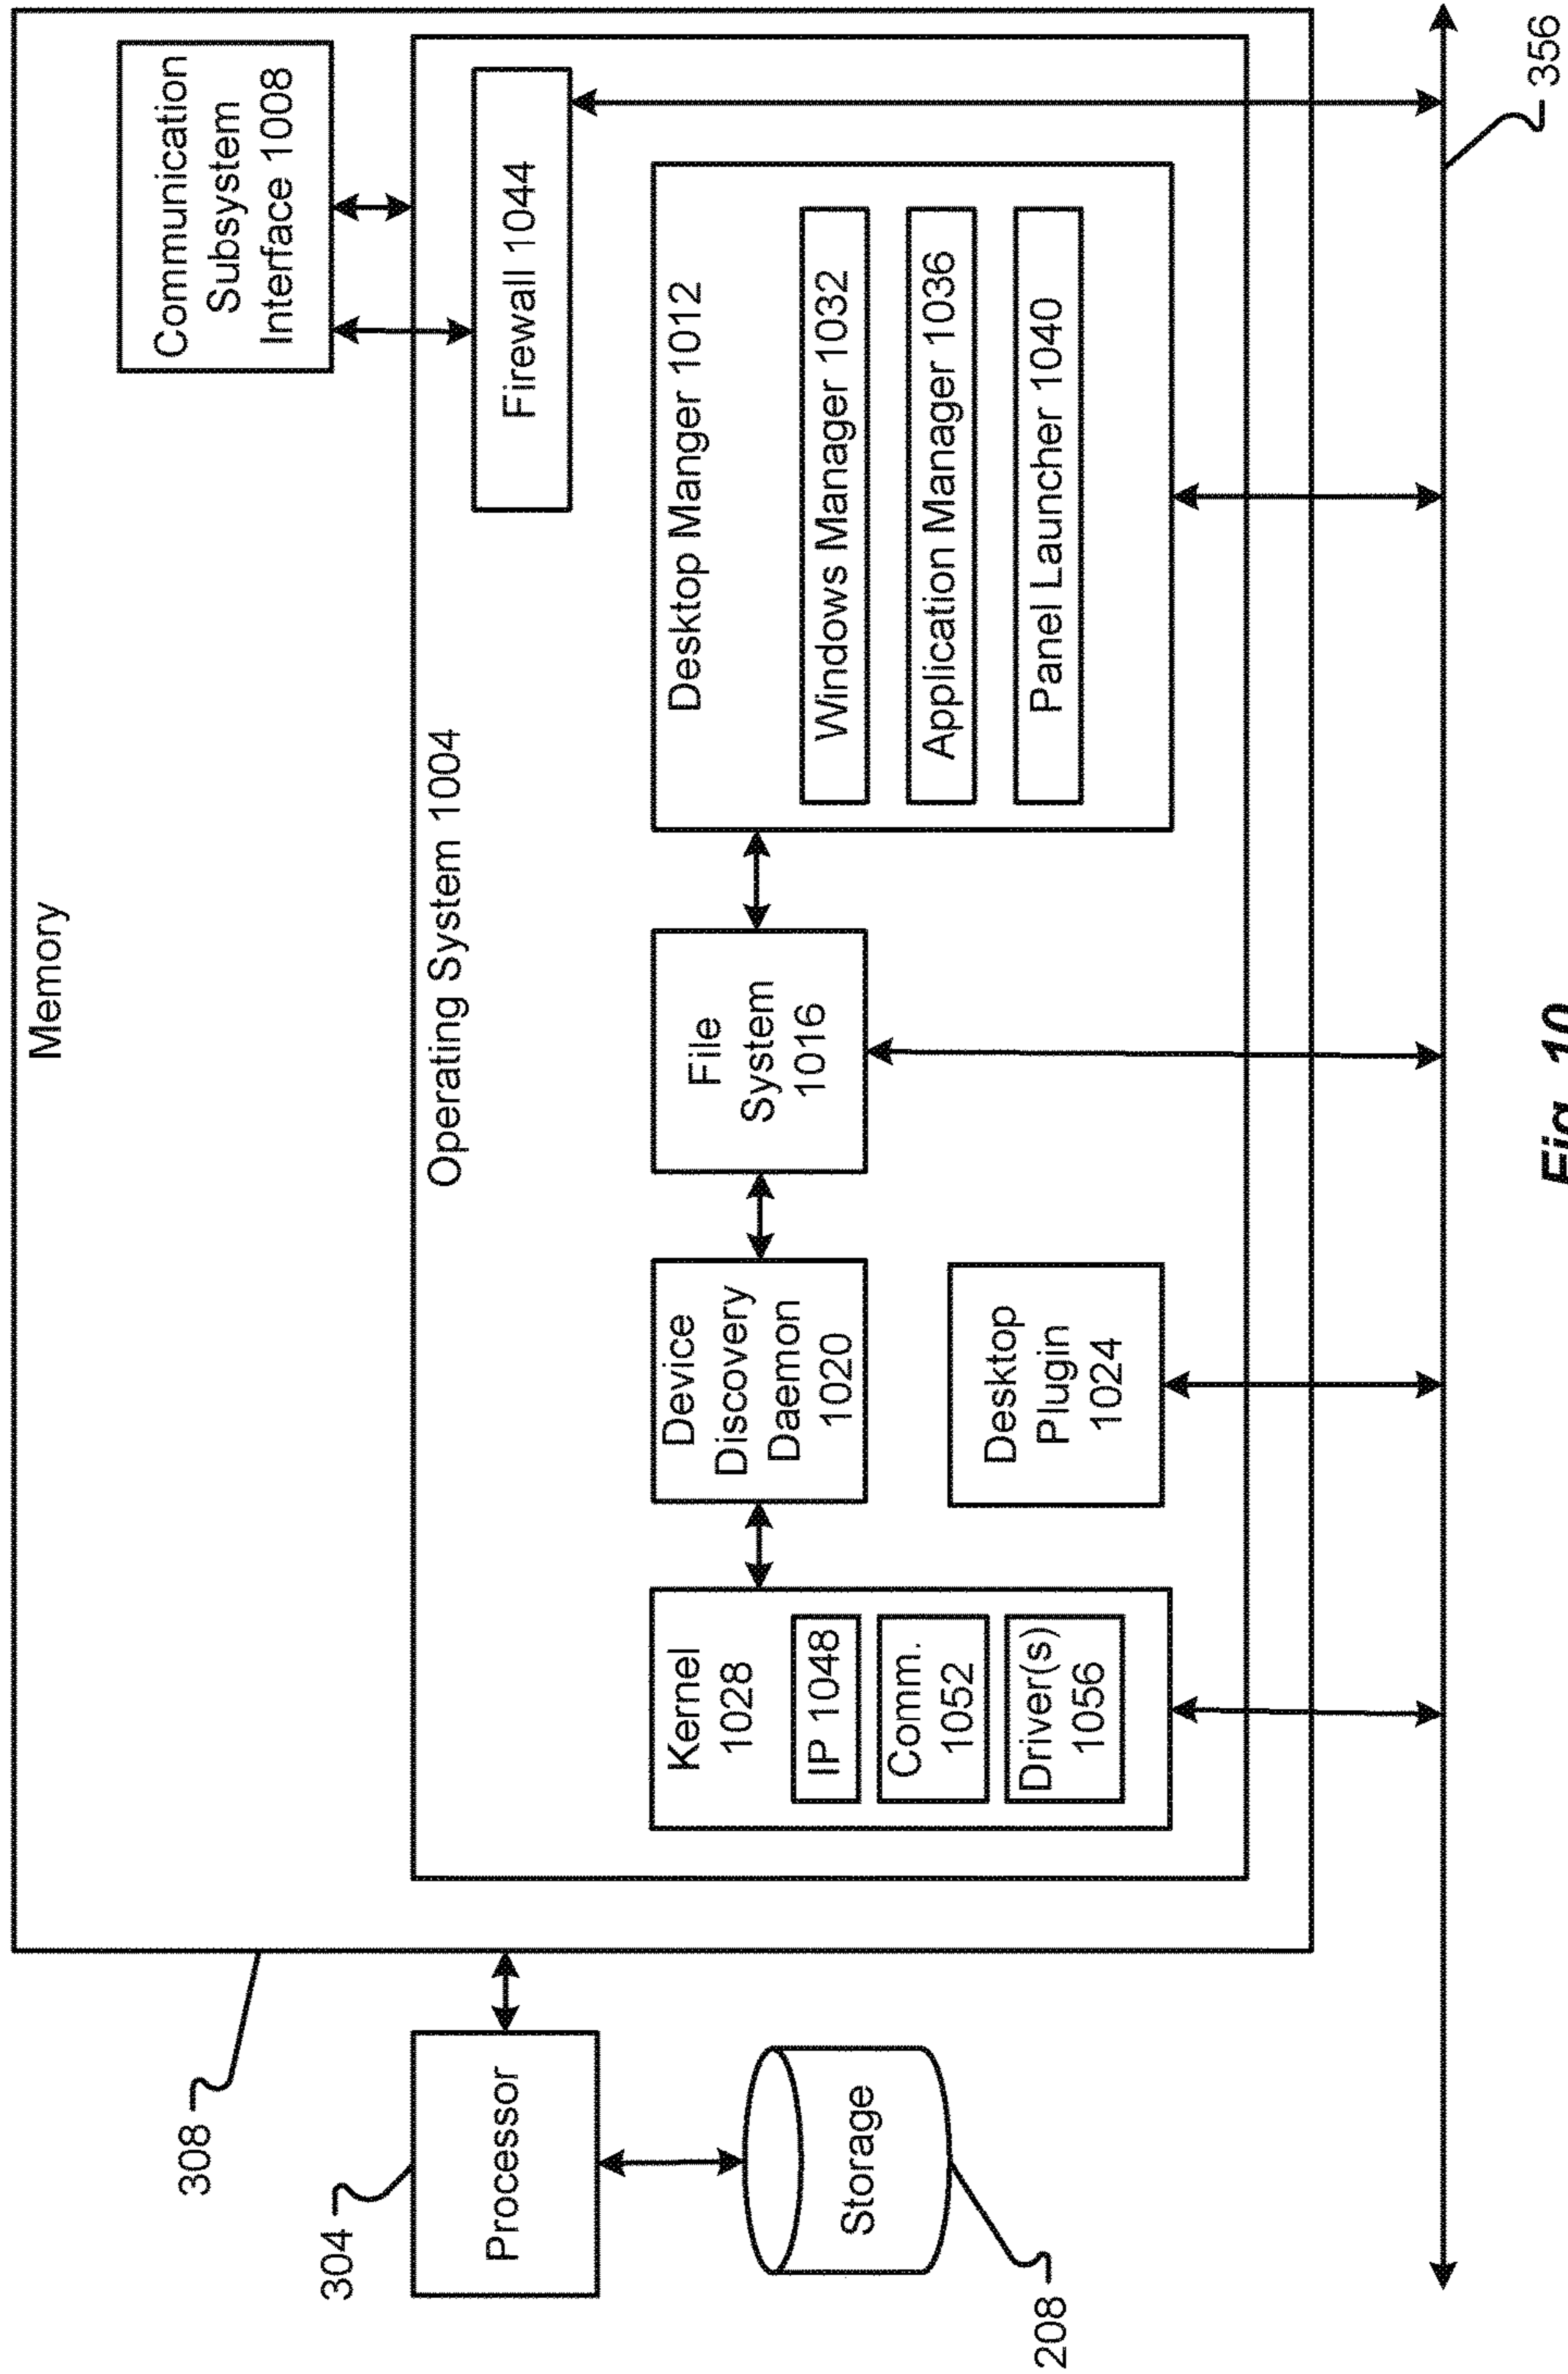 Memory
308
Communication
Subsystem
Interface 1008
Operating System 1004
Firewall 1044
304
Processor
Kernel
1028
IP 1048
Comm.
1052
Driver(s)
1056
Device
Discovery
Daemon
1020
File
System
1016
Desktop Manger 1012
Windows Manager 1032
Application Manager 1036
Panel Launcher 1040
Desktop
Plugin
1024
Storage
208
356
Fig. 10